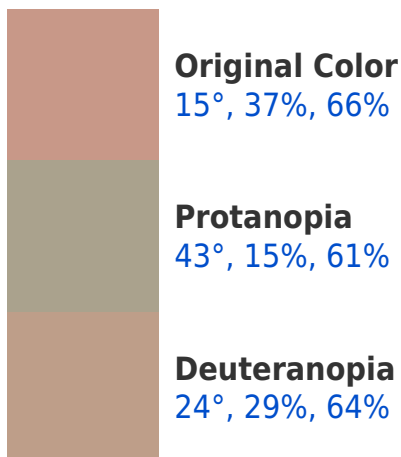 Original Color
15°, 37%, 66%
Protanopia
43°, 15%, 61%
Deuteranopia
24°, 29%, 64%